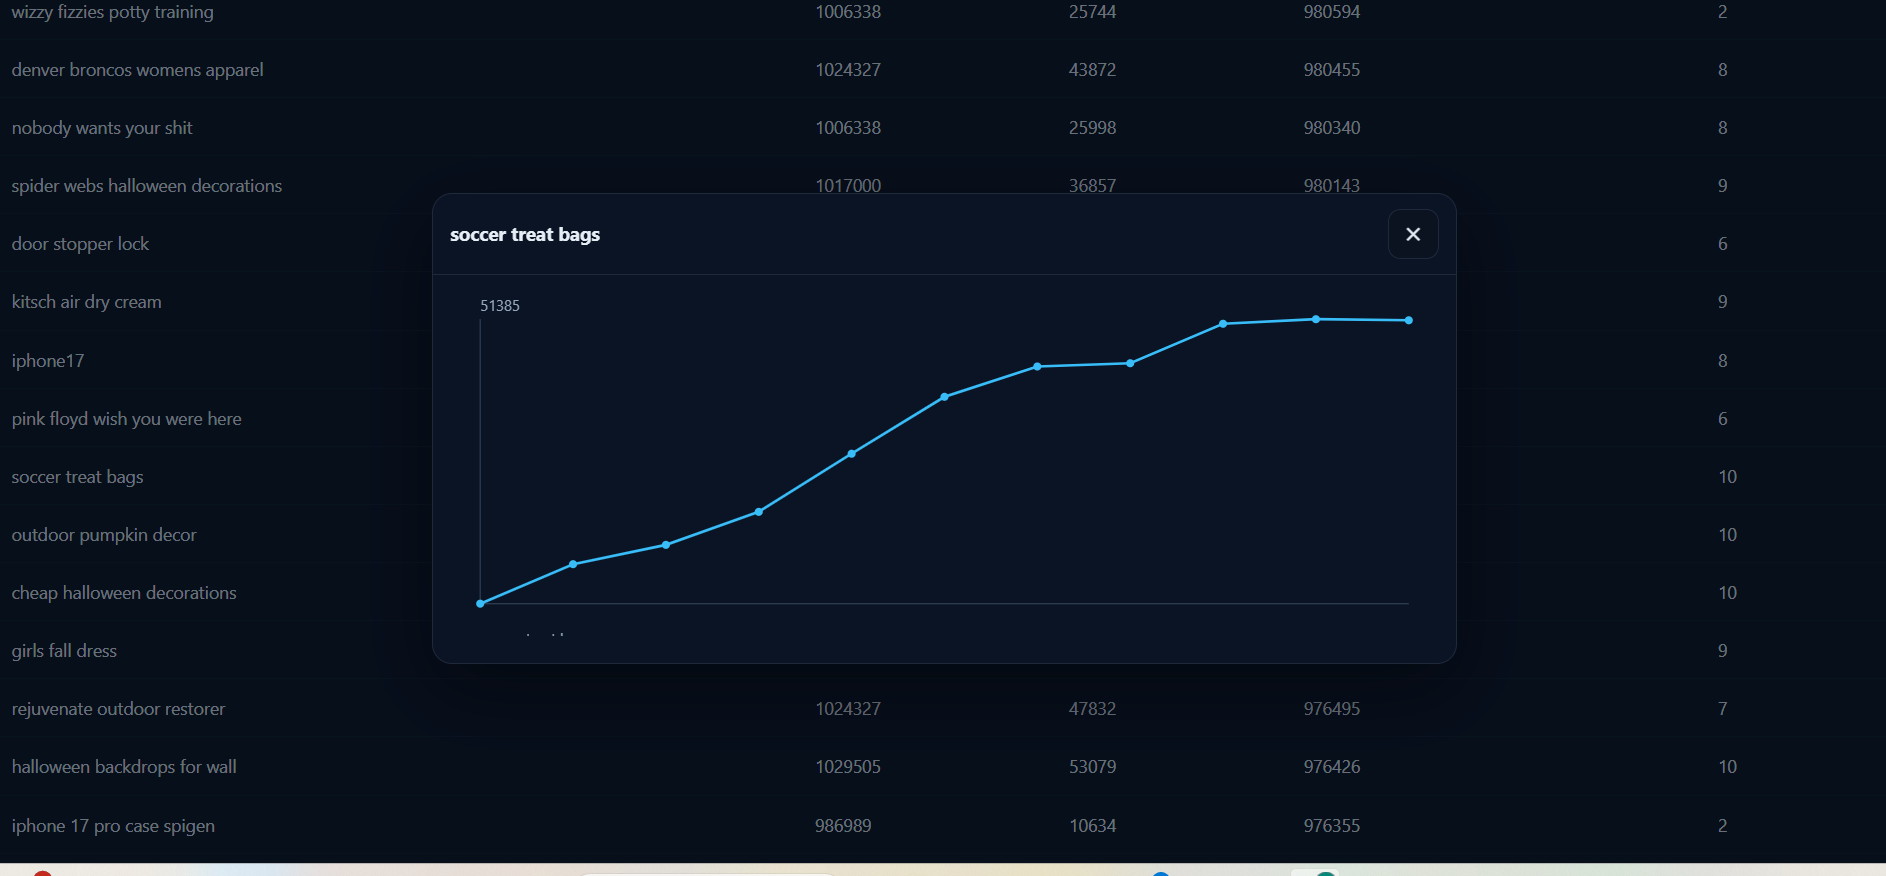 wizzy fizzies potty training 1006338 25744 980594 2
denver broncos womens apparel 1024327 43872 980455 8
nobody wants your shit 1006338 25998 980340 8
spider webs halloween decorations 1017000 36857 980143 9
soccer treat bags
door stopper lock 6
kitsch air dry cream 9
51385
iphone17 8
pink floyd wish you were here 6
soccer treat bags 10
outdoor pumpkin decor 10
cheap halloween decorations 10
girls fall dress 9
rejuvenate outdoor restorer 1024327 47832 976495 7
halloween backdrops for wall 1029505 53079 976426 10
iphone 17 pro case spigen 986989 10634 976355 2